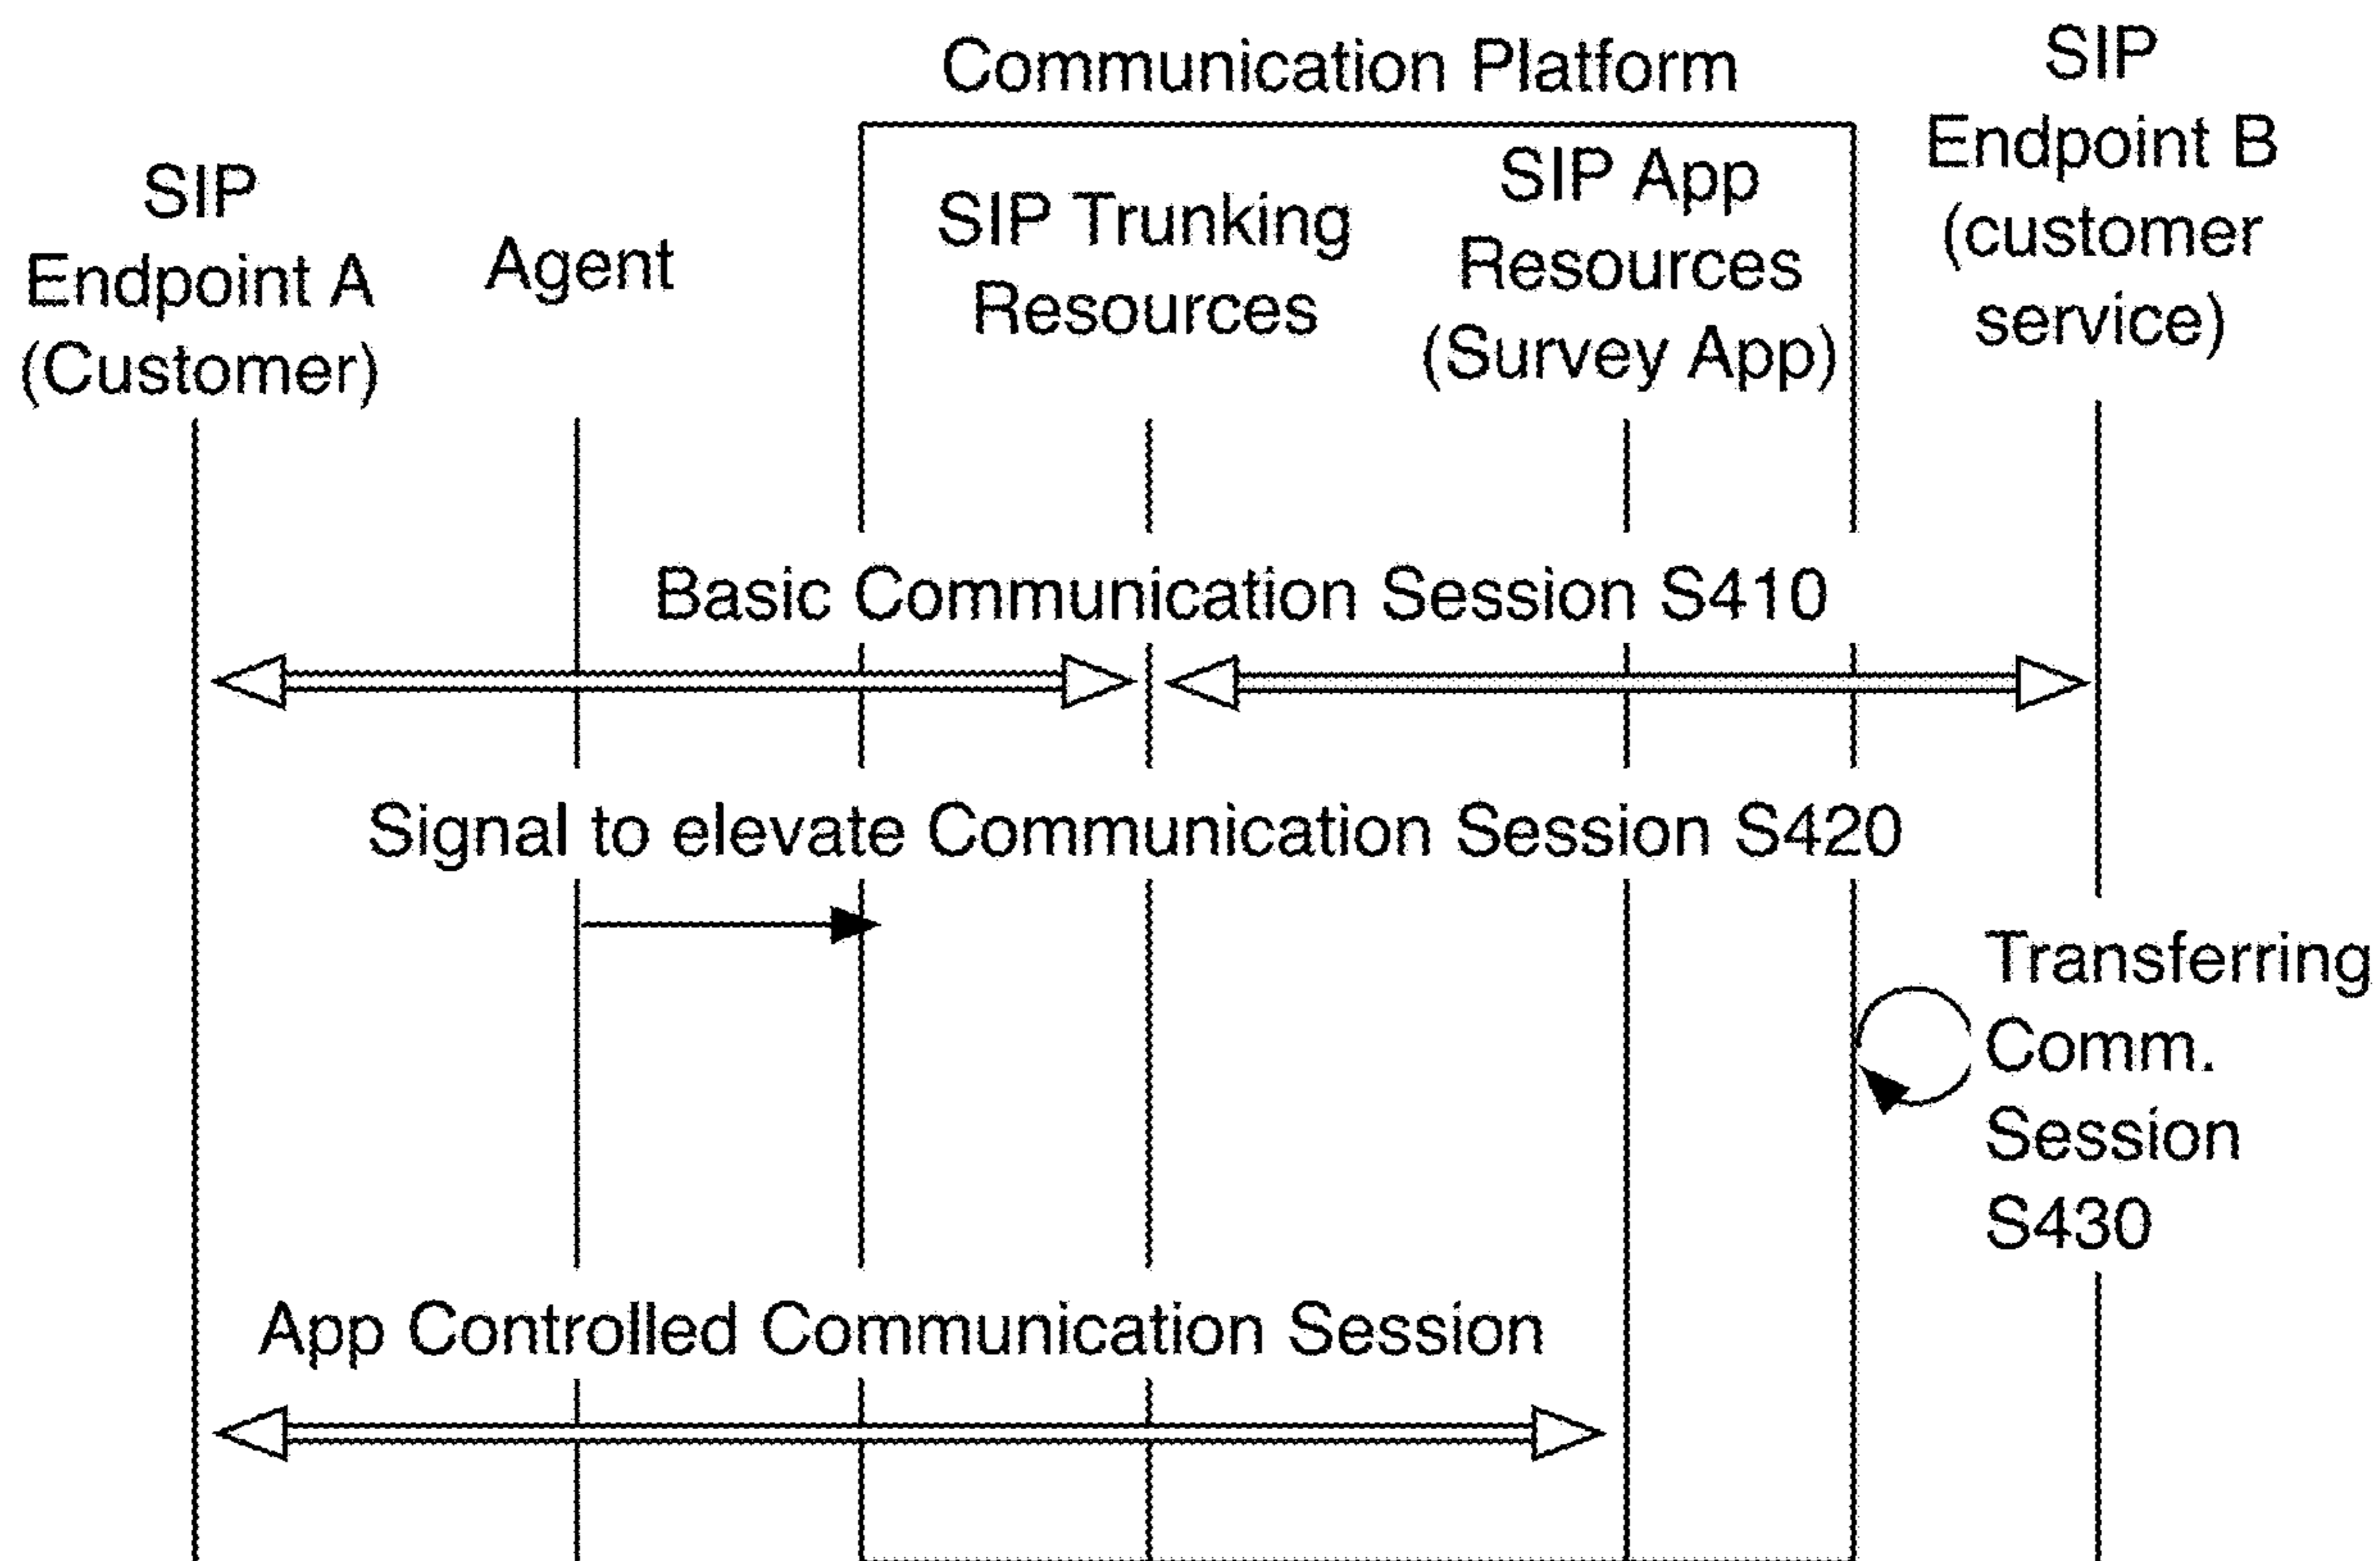 Communication Platform
SIP
Endpoint A
(Customer)
Agent
SIP Trunking
Resources
SIP App
Resources
(Survey App)
SIP
Endpoint B
(customer
service)
Basic Communication Session S410
Signal to elevate Communication Session S420
Transferring
Comm.
Session
S430
App Controlled Communication Session